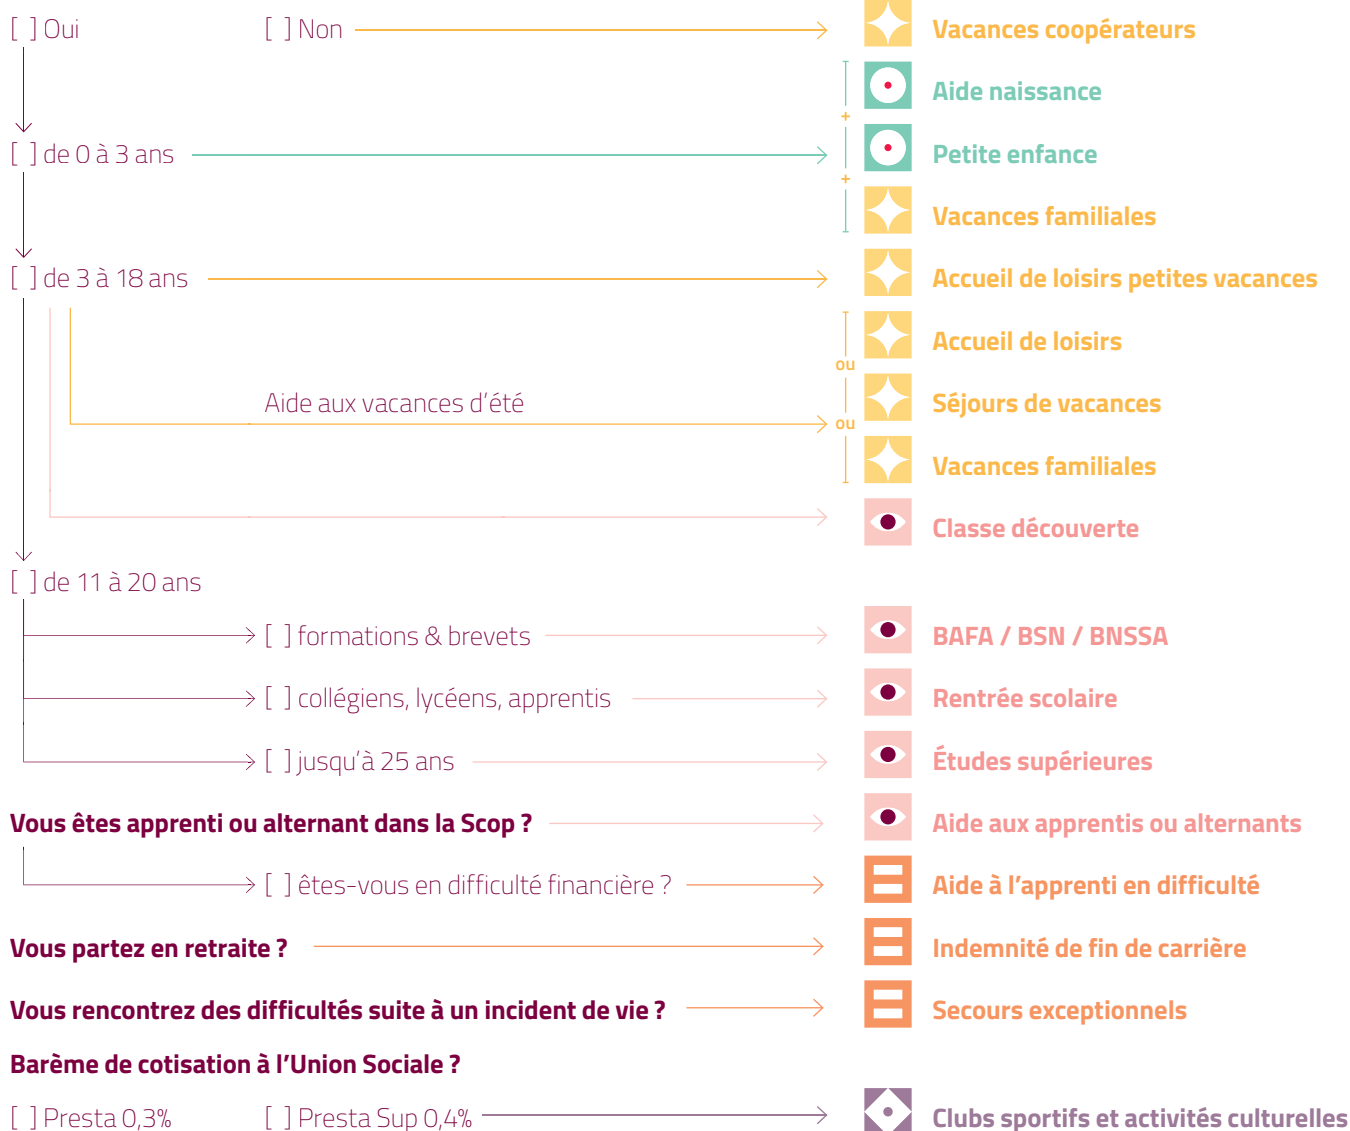 [ ] Oui [ ] Non Vacances coopérateurs
Aide naissance
+
[ ] de 0 à 3 ans Petite enfance
+
Vacances familiales
[ ] de 3 à 18 ans Accueil de loisirs petites vacances
Accueil de loisirs
ou
Aide aux vacances d’été Séjours de vacances
ou
Vacances familiales
Classe découverte
[ ] de 11 à 20 ans
[ ] formations & brevets BAFA / BSN / BNSSA
[ ] collégiens, lycéens, apprentis Rentrée scolaire
[ ] jusqu’à 25 ans Études supérieures
Vous êtes apprenti ou alternant dans la Scop ? Aide aux apprentis ou alternants
[ ] êtes-vous en difficulté financière ? Aide à l’apprenti en difficulté
Vous partez en retraite ? Indemnité de fin de carrière
Vous rencontrez des difficultés suite à un incident de vie ? Secours exceptionnels
Barème de cotisation à l’Union Sociale ?
[ ] Presta 0,3% [ ] Presta Sup 0,4% Clubs sportifs et activités culturelles